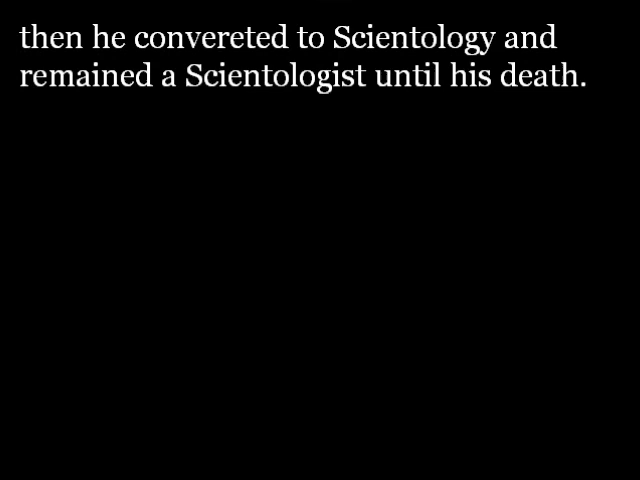 then he convereted to Scientology and
remained a Scientologist until his death.